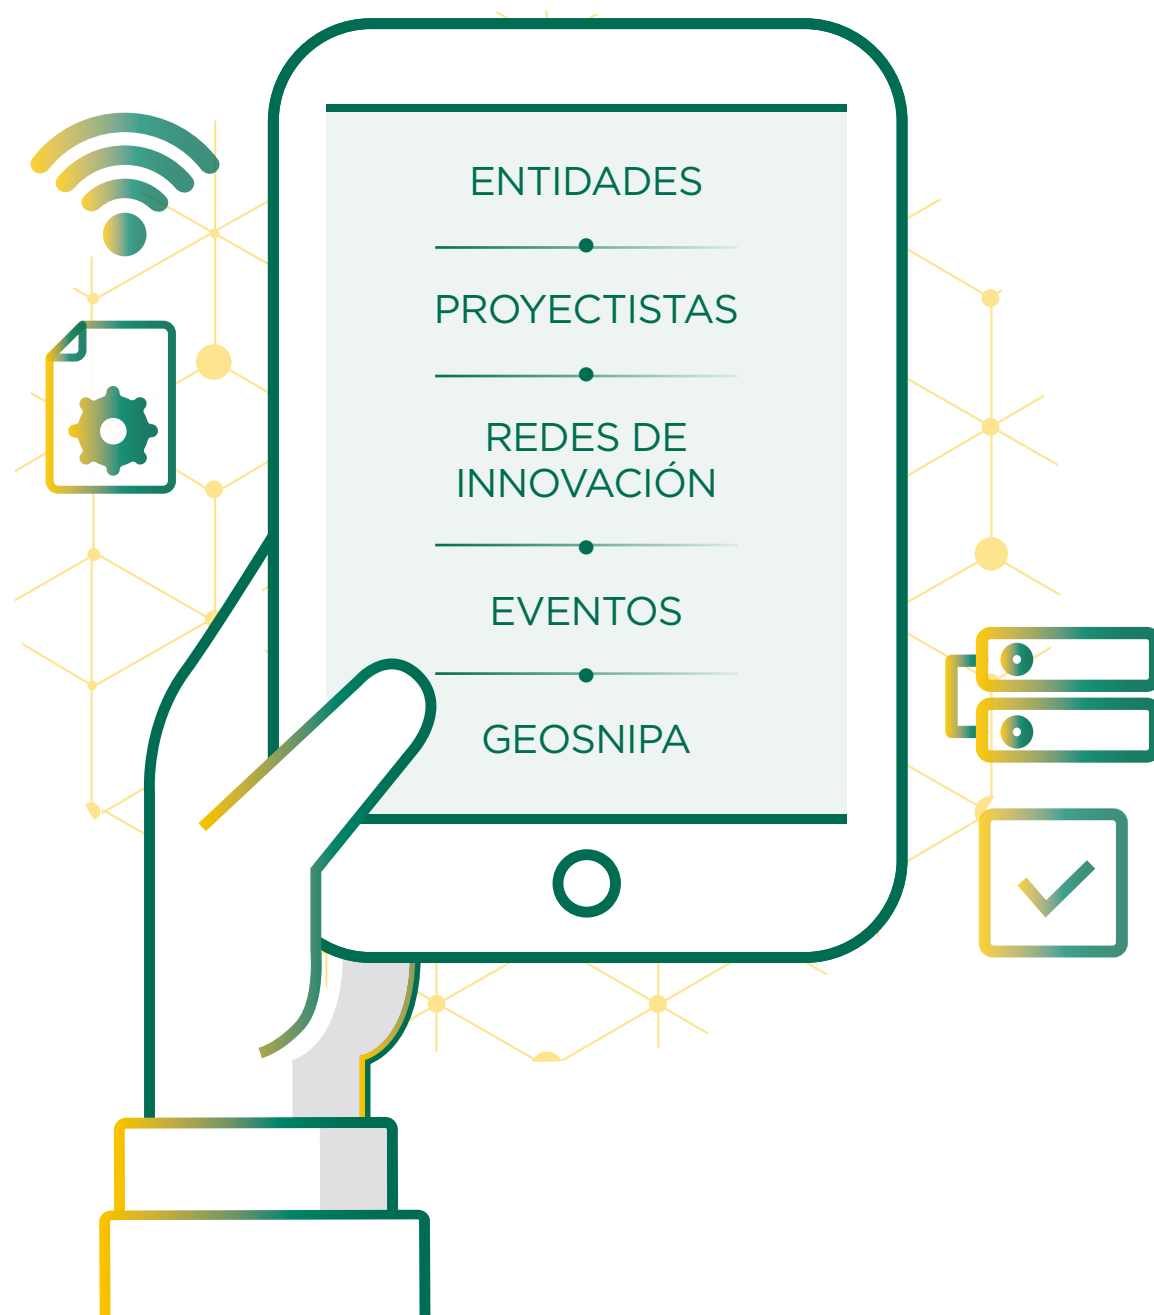 ENTIDADES
PROYECTISTAS
REDES DE
INNOVACIÓN
EVENTOS
GEOSNIPA